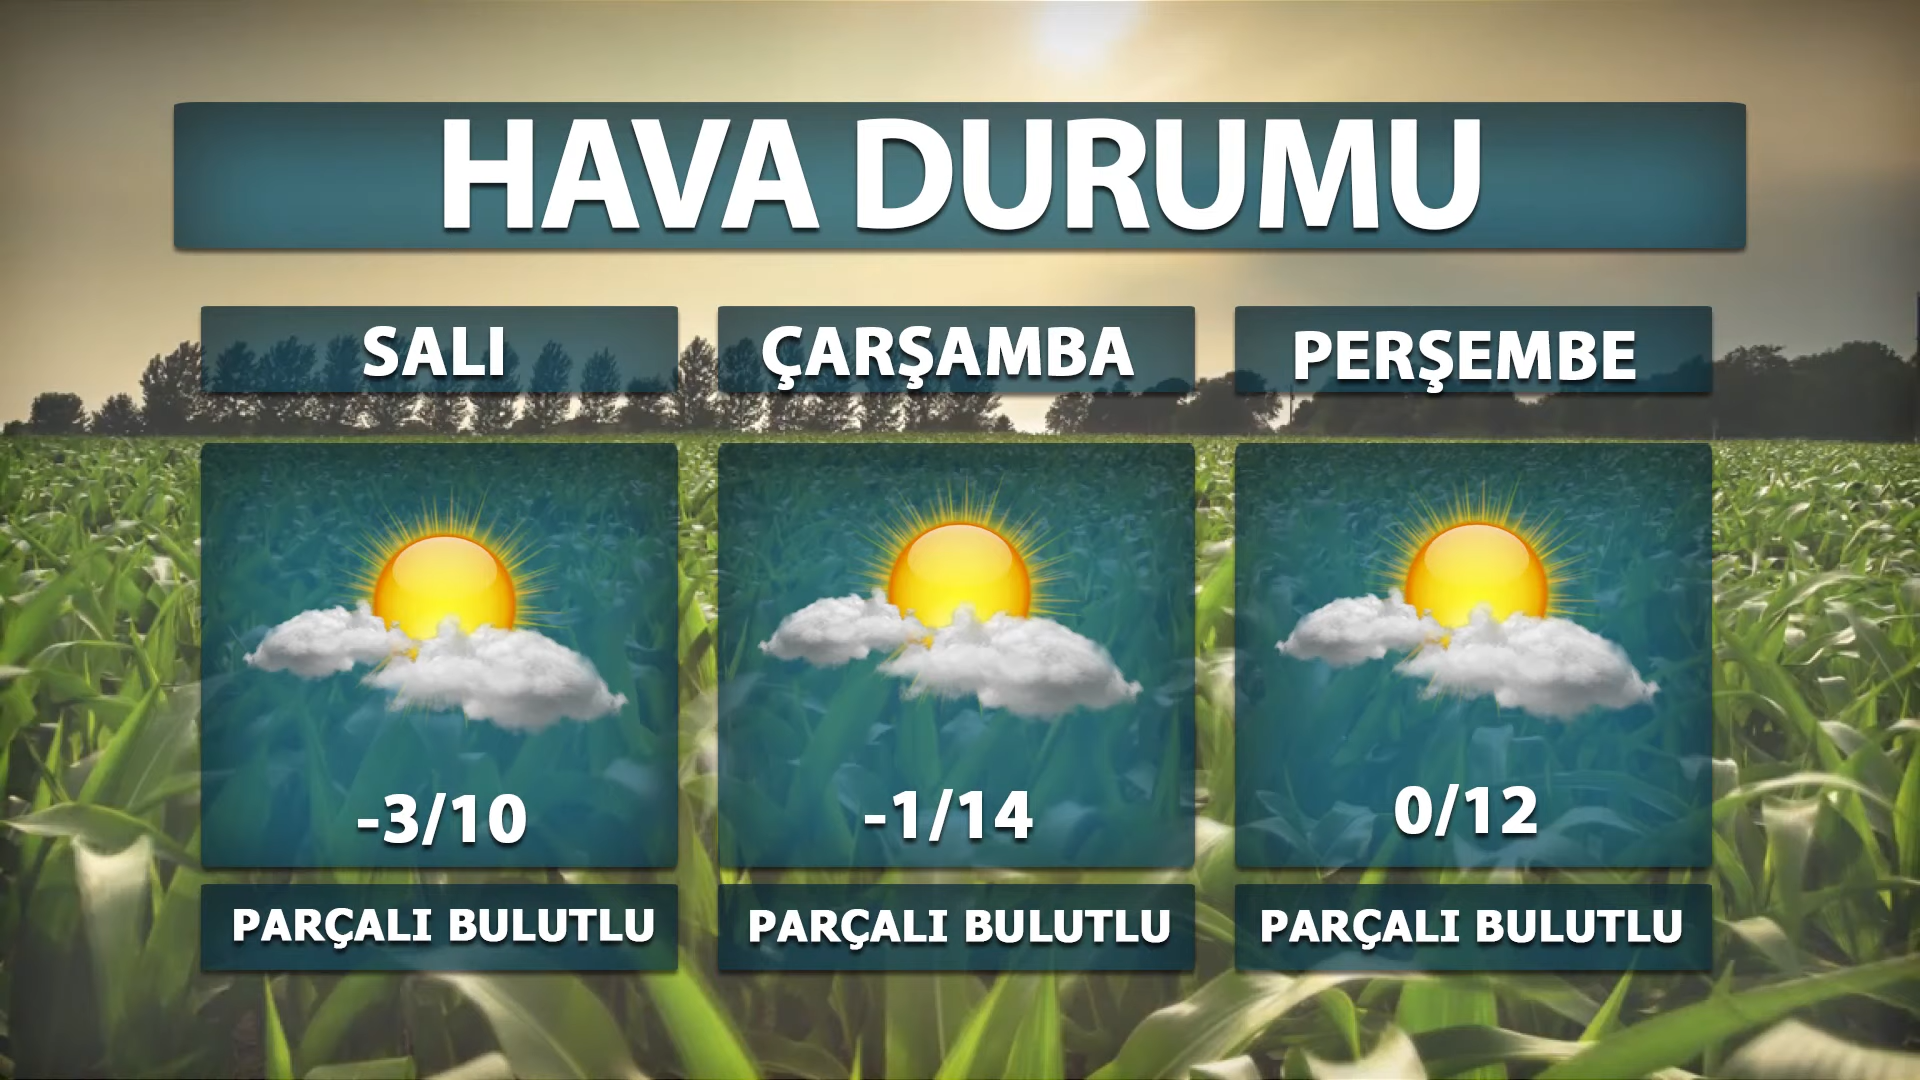 HAVA DURUMU
SALI
ÇARŞAMBA
PERŞEMBE
-3/10
-1/14
0/12
PARÇALI BULUTLU
PARÇALI BULUTLU
PARÇALI BULUTLU